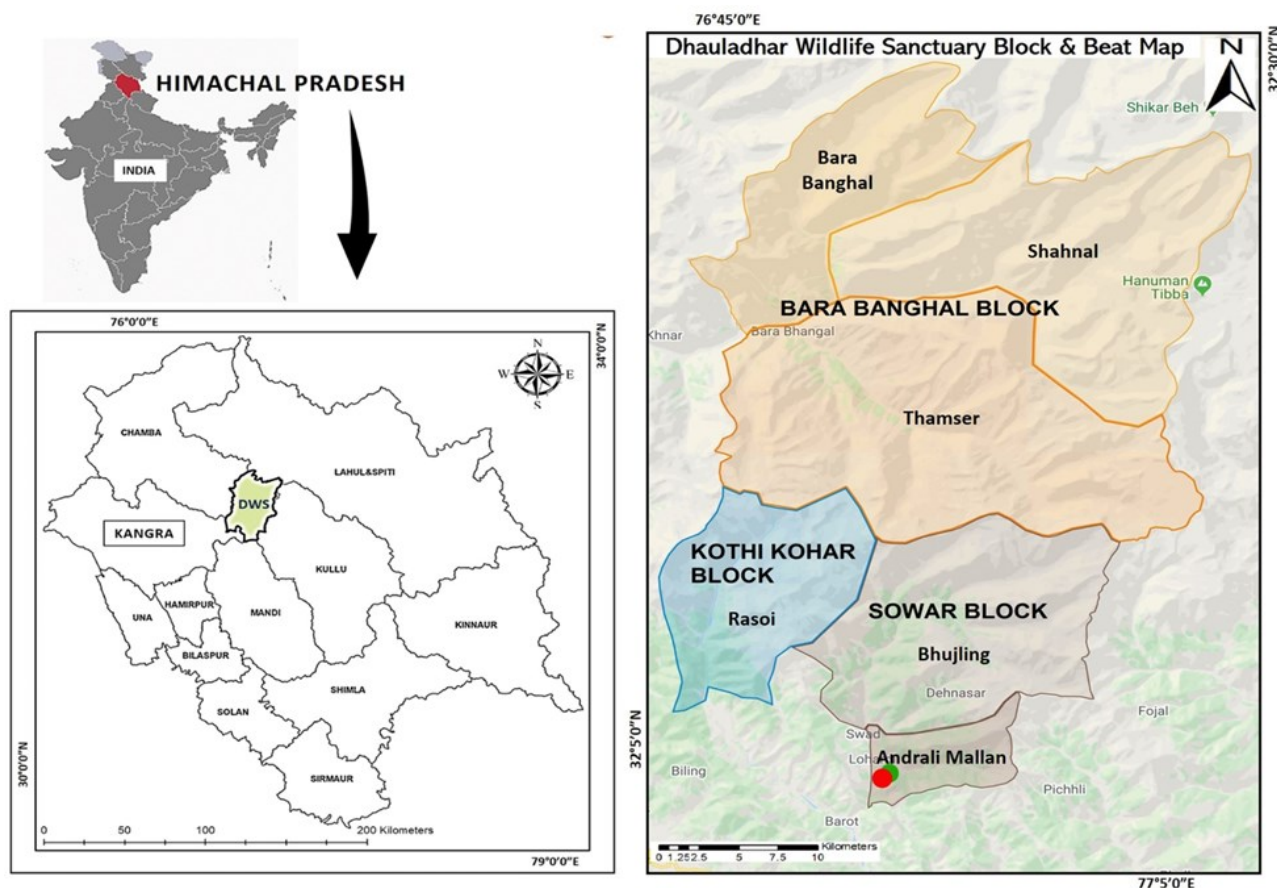 HIMACHAL PRADESH
INDIA
76°0'0"E
34°0'0"N
N
W
E
S
CHAMBA
LAHUL&SPITI
DWS
KANGRA
KULLU
HAMIRPUR
UNA
MANDI
KINNAUR
BILASPUR
SHIMLA
SOLAN
SIRMAUR
30°0'0"N
0 50 100 200 Kilometers
79°0'0"E
76°45'0"E
Dhauladhar Wildlife Sanctuary Block & Beat Map
N
32°30'0"N
Shikar Beh
Bara
Banghal
Shahnal
Hanuman
Tibba
BARA BANGHAL BLOCK
Khnar
Bara Bhangal
Thamser
KOTHI KOHAR
BLOCK
Rasoi
SOWAR BLOCK
Bhujling
Dehnasar
Fojal
32°5'0"N
Swad
Andrali Mallan
Loha
Biling
Pichhli
Barot
Kilometers
0 1.25 2.5 5 7.5 10
77°5'0"E